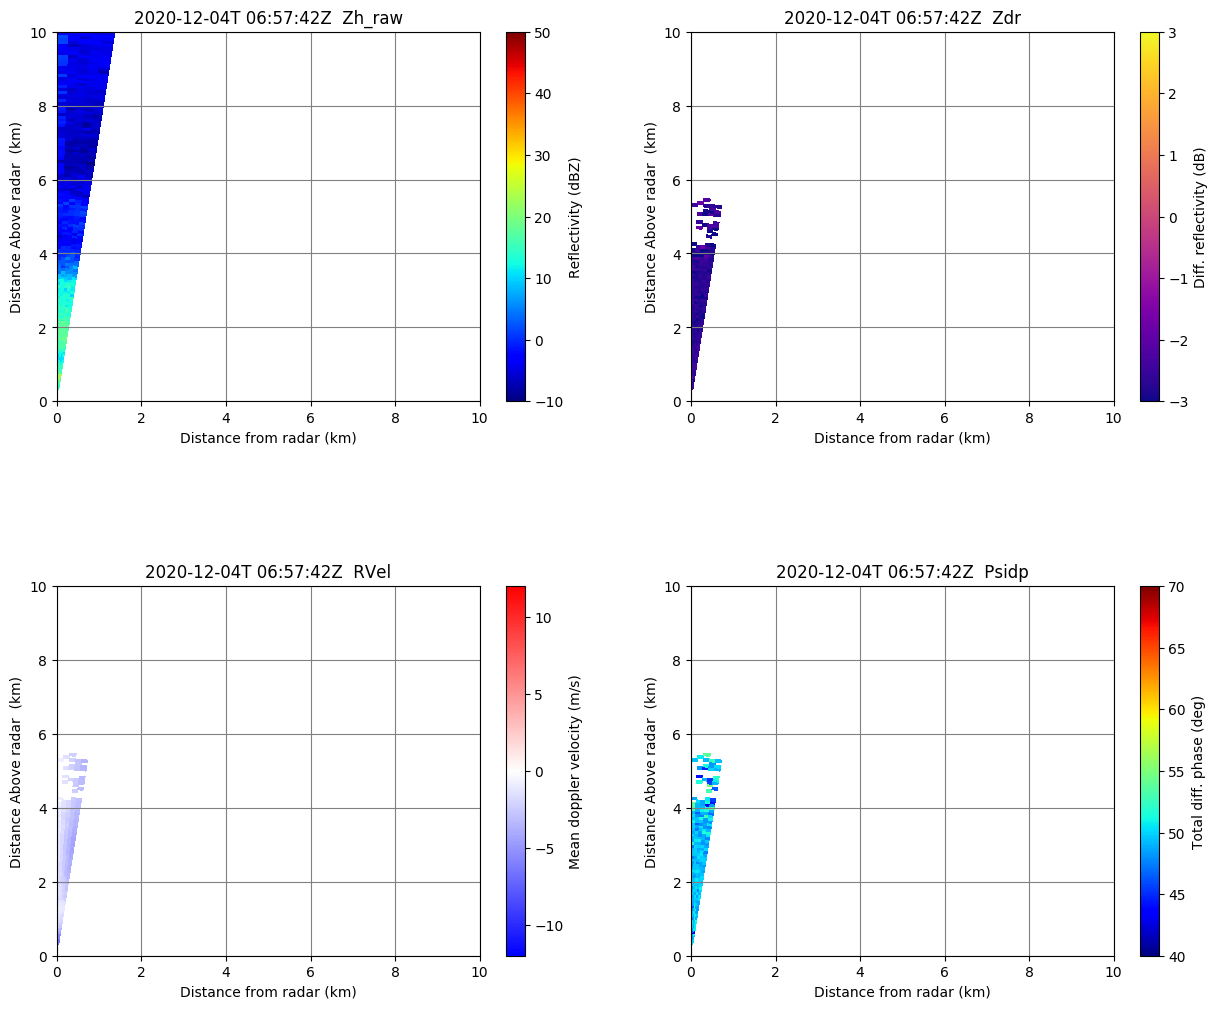 2020-12-04T 06:57:42Z  Zh_raw
10
8
6
4
2
0
Distance Above radar  (km)
0 2 4 6 8 10
Distance from radar (km)
50
40
30
20
10
0
−10
Reflectivity (dBZ)
2020-12-04T 06:57:42Z  Zdr
10
8
6
4
2
0
Distance Above radar  (km)
0 2 4 6 8 10
Distance from radar (km)
3
2
1
0
−1
−2
−3
Diff. reflectivity (dB)
2020-12-04T 06:57:42Z  RVel
10
8
6
4
2
0
Distance Above radar  (km)
0 2 4 6 8 10
Distance from radar (km)
10
5
0
−5
−10
Mean doppler velocity (m/s)
2020-12-04T 06:57:42Z  Psidp
10
8
6
4
2
0
Distance Above radar  (km)
0 2 4 6 8 10
Distance from radar (km)
70
65
60
55
50
45
40
Total diff. phase (deg)